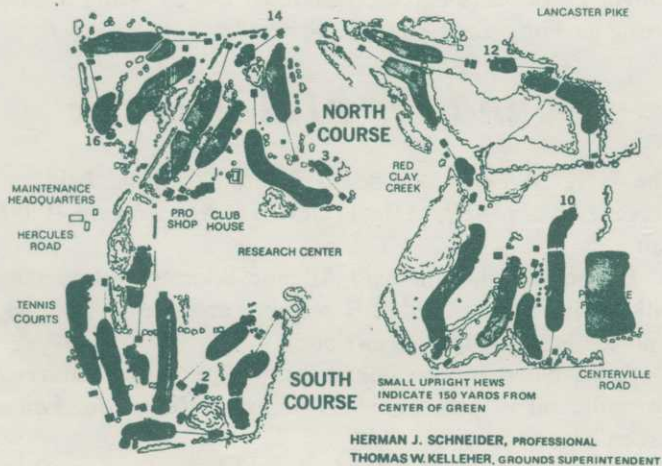 LANCASTER PIKE
14
12
NORTH
COURSE
16
3
RED
CLAY
CREEK
MAINTENANCE
HEADQUARTERS
HERCULES
ROAD
PRO
SHOP
CLUB
HOUSE
10
RESEARCH CENTER
TENNIS
COURTS
2
SOUTH
COURSE
SMALL UPRIGHT HEWS
INDICATE 150 YARDS FROM
CENTER OF GREEN
CENTERVILLE
ROAD
HERMAN J. SCHNEIDER, PROFESSIONAL
THOMAS W. KELLEHER, GROUNDS SUPERINTENDENT